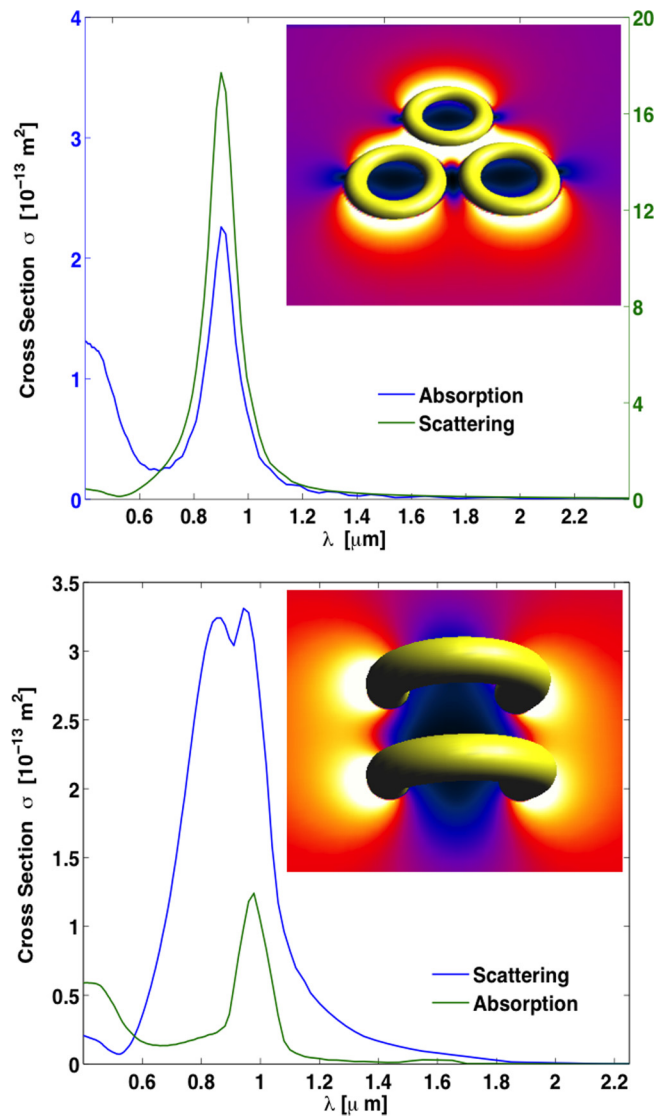 4
3
2
1
0
20
16
12
8
4
0
Cross Section σ [10⁻¹³ m²]
Absorption
Scattering
0.6 0.8 1 1.2 1.4 1.6 1.8 2 2.2
λ [μm]
3.5
3
2.5
2
1.5
1
0.5
0
Cross Section σ [10⁻¹³ m²]
Scattering
Absorption
0.6 0.8 1 1.2 1.4 1.6 1.8 2 2.2
λ [μ m]